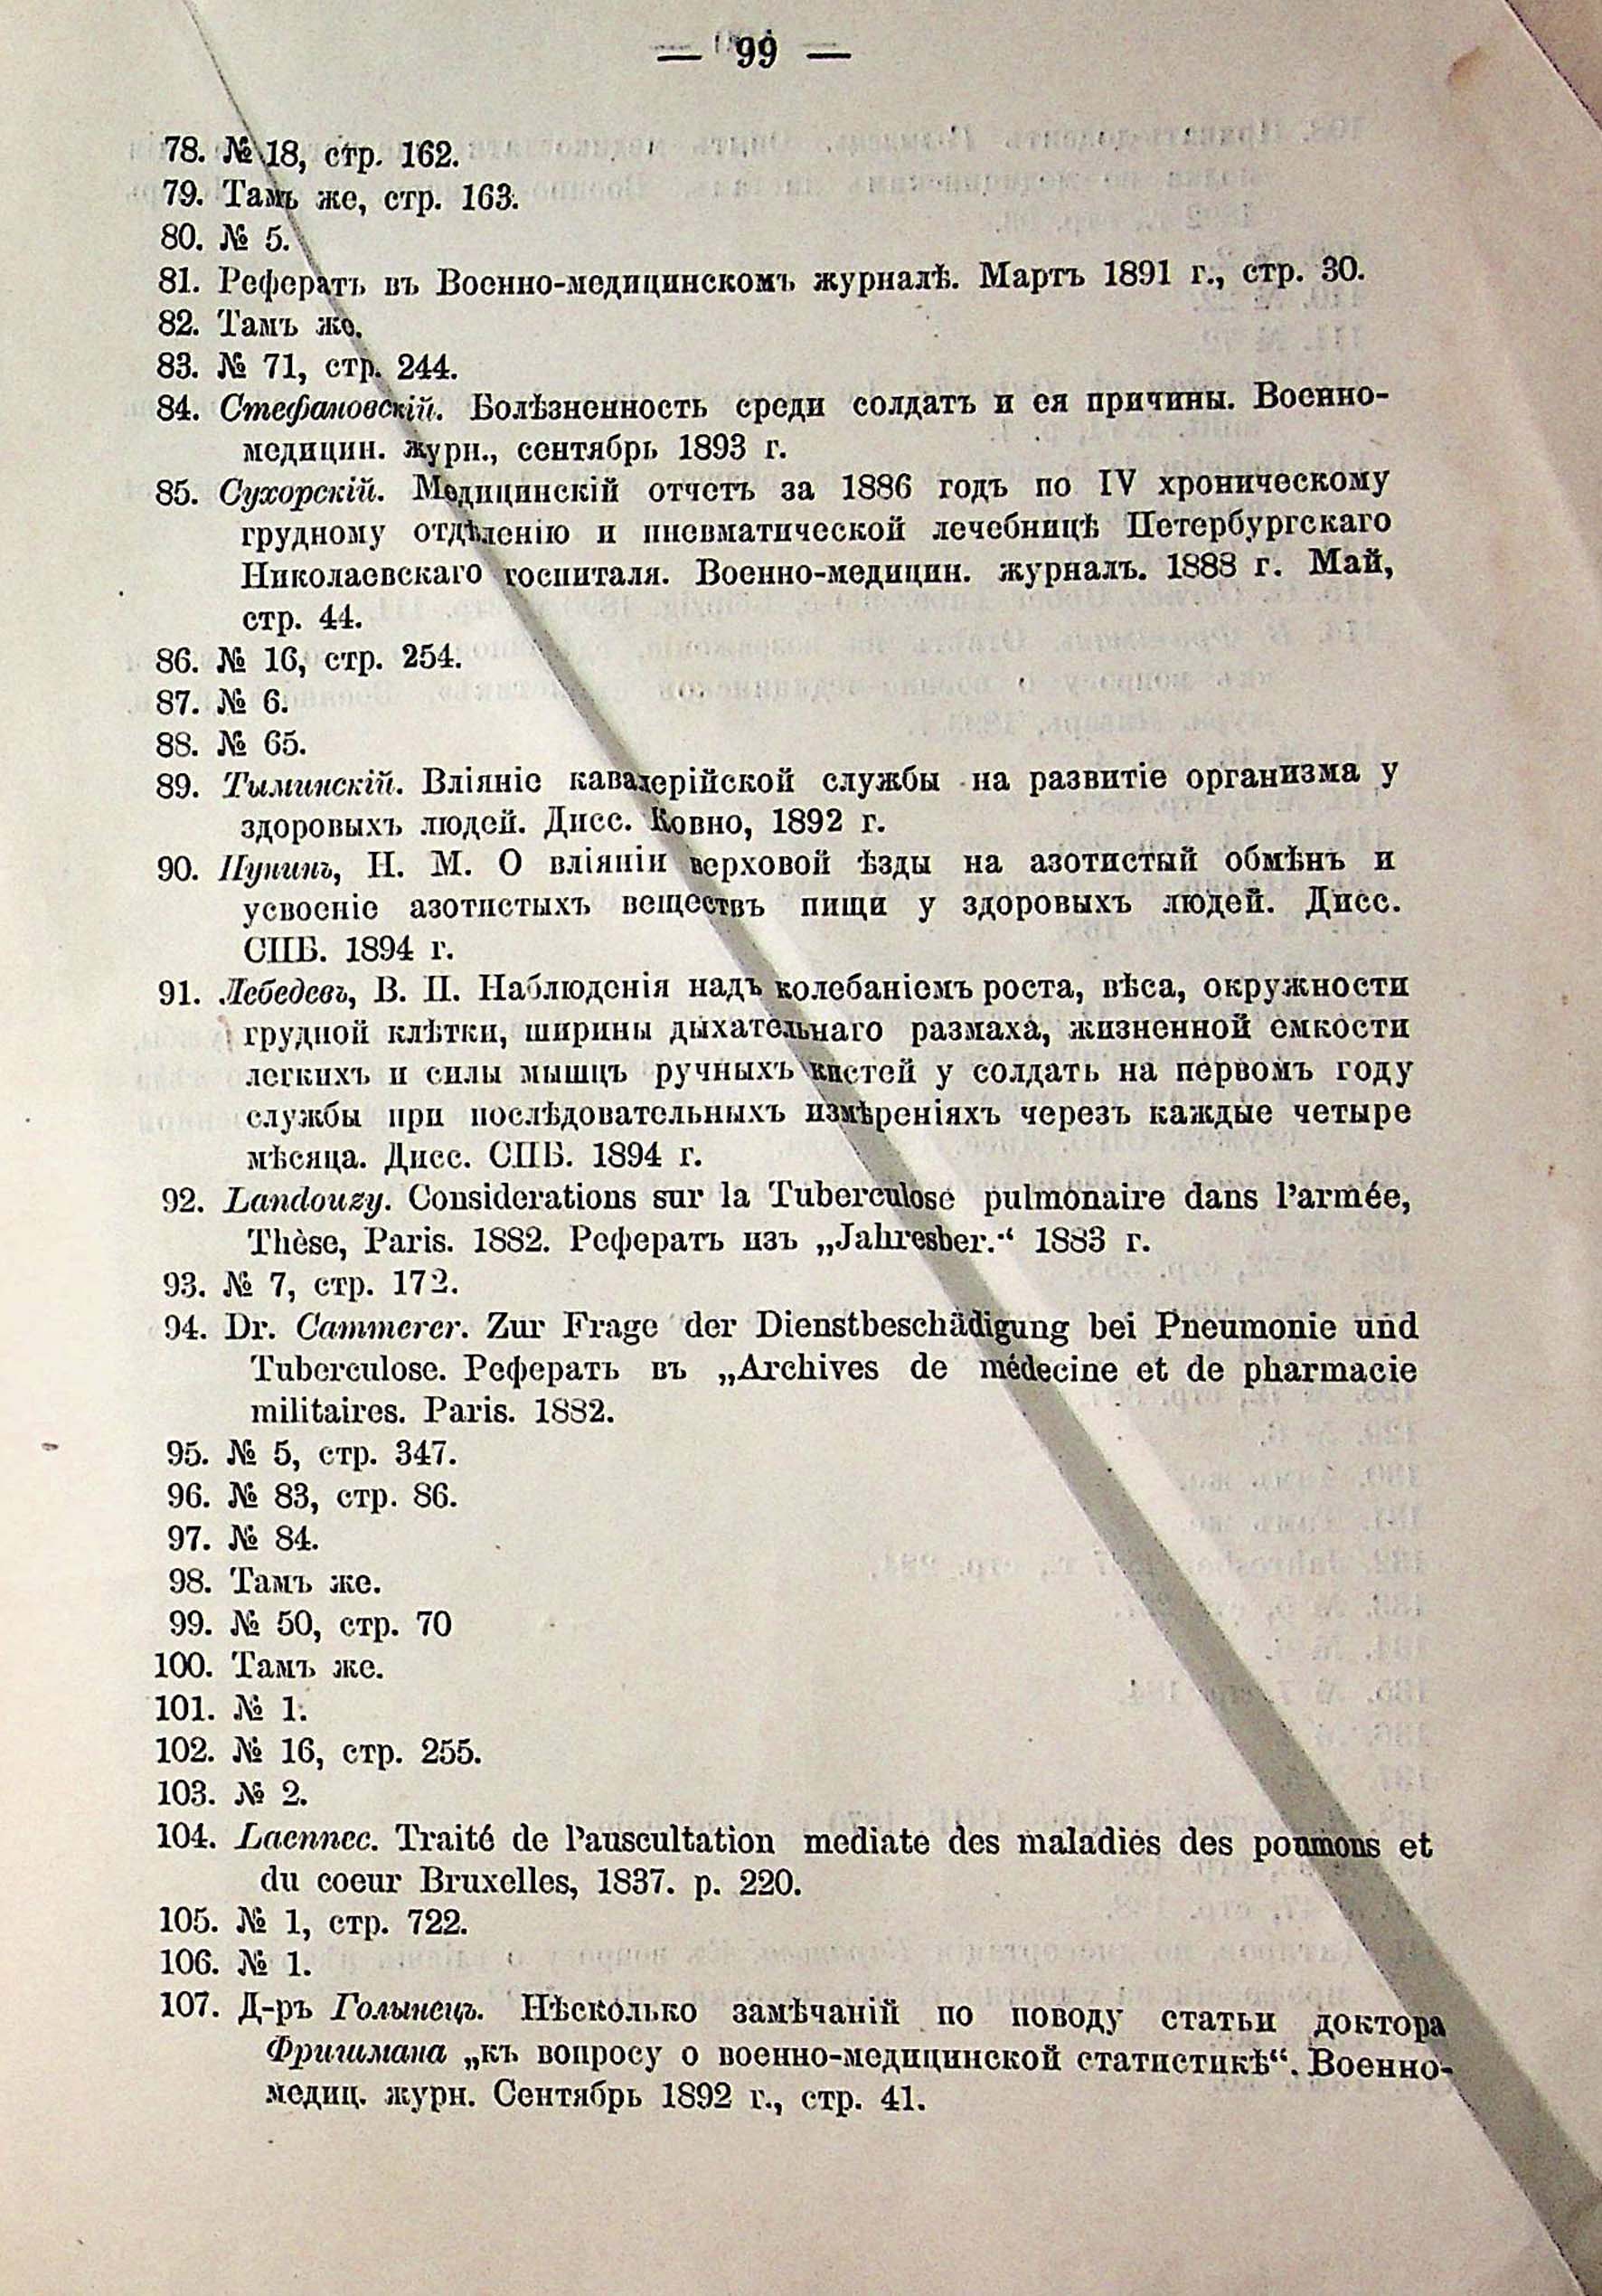 — 99 —
78. № 18, стр. 162.
79. Тамъ же, стр. 163.
80. № 5.
81. Рефератъ въ Военно-медицинскомъ журналѣ. Мартъ 1891 г., стр. 30.
82. Тамъ же.
83. № 71, стр. 244.
84. Стефановскій. Болѣзненность среди солдатъ и ея причины. Военно-
медицин. журн., сентябрь 1893 г.
85. Сухорскій. Медицинскій отчетъ за 1886 годъ по IV хроническому
грудному отдѣленію и пневматической лечебницѣ Петербургскаго
Николаевскаго госпиталя. Военно-медицин. журналъ. 1888 г. Май,
стр. 44.
86. № 16, стр. 254.
87. № 6.
88. № 65.
89. Тыминскій. Вліяніе кавалерійской службы на развитіе организма у
здоровыхъ людей. Дисс. Ковно, 1892 г.
90. Пунинъ, Н. М. О вліяніи верховой ѣзды на азотистый обмѣнъ и
усвоеніе азотистыхъ веществъ пищи у здоровыхъ людей. Дисс.
СПБ. 1894 г.
91. Лебедевъ, В. П. Наблюденія надъ колебаніемъ роста, вѣса, окружности
грудной клѣтки, ширины дыхательнаго размаха, жизненной емкости
легкихъ и силы мышцъ ручныхъ кистей у солдатъ на первомъ году
службы при послѣдовательныхъ измѣреніяхъ черезъ каждые четыре
мѣсяца. Дисс. СПБ. 1894 г.
92. Landouzy. Considerations sur la Tuberculose pulmonaire dans l'armée,
Thèse, Paris. 1882. Рефератъ изъ „Jahresber.“ 1883 г.
93. № 7, стр. 172.
94. Dr. Cammerer. Zur Frage der Dienstbeschädigung bei Pneumonie und
Tuberculose. Рефератъ въ „Archives de médecine et de pharmacie
militaires. Paris. 1882.
95. № 5, стр. 347.
96. № 83, стр. 86.
97. № 84.
98. Тамъ же.
99. № 50, стр. 70
100. Тамъ же.
101. № 1.
102. № 16, стр. 255.
103. № 2.
104. Laennec. Traité de l'auscultation mediate des maladies des poumons et
du coeur Bruxelles, 1837. p. 220.
105. № 1, стр. 722.
106. № 1.
107. Д-ръ Голынецъ. Нѣсколько замѣчаній по поводу статьи доктора
Фригимана „къ вопросу о военно-медицинской статистикѣ“. Военно-
медиц. журн. Сентябрь 1892 г., стр. 41.